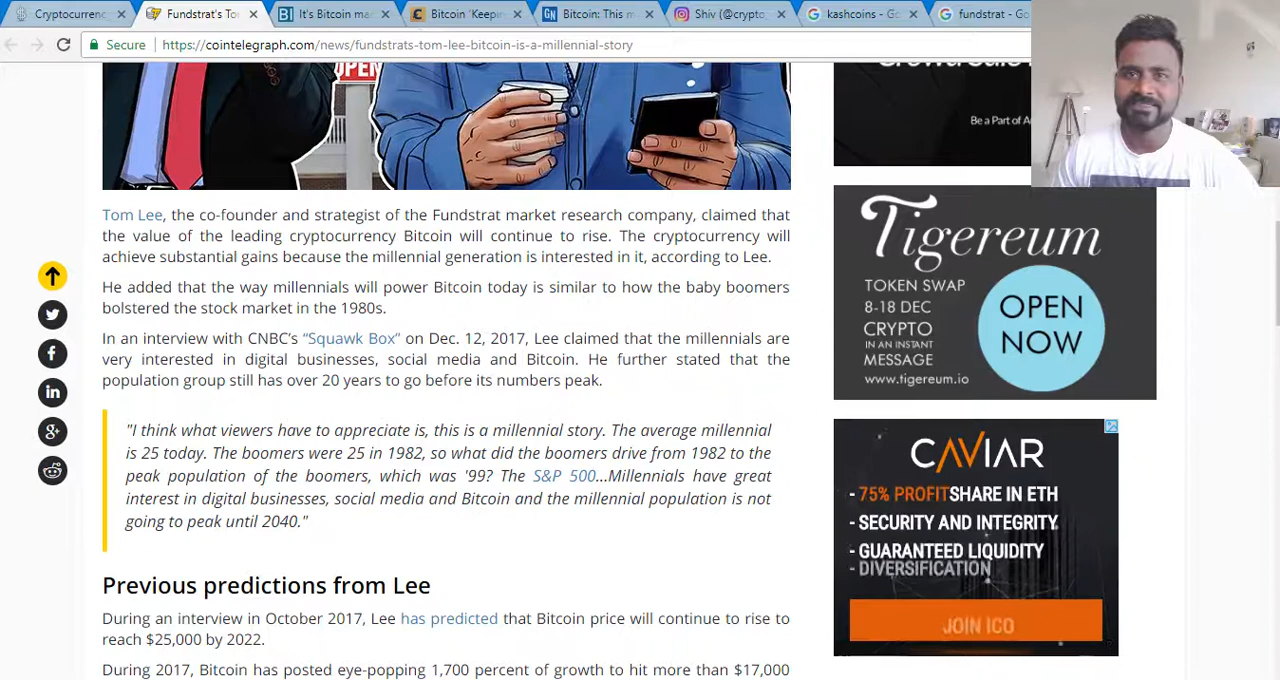 Cryptocurrenc
Fundstrat's To
It's Bitcoin ma
Bitcoin 'Keepin
Bitcoin: This m
Shiv (@crypto_
kashcoins - Go
fundstrat - Go
Secure
https://cointelegraph.com/news/fundstrats-tom-lee-bitcoin-is-a-millennial-story
OPEN
Be a Part of A
Tom Lee, the co-founder and strategist of the Fundstrat market research company, claimed that
the value of the leading cryptocurrency Bitcoin will continue to rise. The cryptocurrency will
achieve substantial gains because the millennial generation is interested in it, according to Lee.
He added that the way millennials will power Bitcoin today is similar to how the baby boomers
bolstered the stock market in the 1980s.
In an interview with CNBC's "Squawk Box" on Dec. 12, 2017, Lee claimed that the millennials are
very interested in digital businesses, social media and Bitcoin. He further stated that the
population group still has over 20 years to go before its numbers peak.
"I think what viewers have to appreciate is, this is a millennial story. The average millennial
is 25 today. The boomers were 25 in 1982, so what did the boomers drive from 1982 to the
peak population of the boomers, which was '99? The S&P 500...Millennials have great
interest in digital business, social media and Bitcoin and the millennial population is not
going to peak until 2040."
Previous predictions from Lee
During an interview in October 2017, Lee has predicted that Bitcoin price will continue to rise to
reach $25,000 by 2022.
During 2017, Bitcoin has posted eye-popping 1,700 percent of growth to hit more than $17,000
Tigereum
TOKEN SWAP
8-18 DEC
CRYPTO
IN AN INSTANT
MESSAGE
www.tigereum.io
OPEN
NOW
CAVIAR
- 75% PROFIT SHARE IN ETH
- SECURITY AND INTEGRITY
- GUARANTEED LIQUIDITY
- DIVERSIFICATION
JOIN ICO